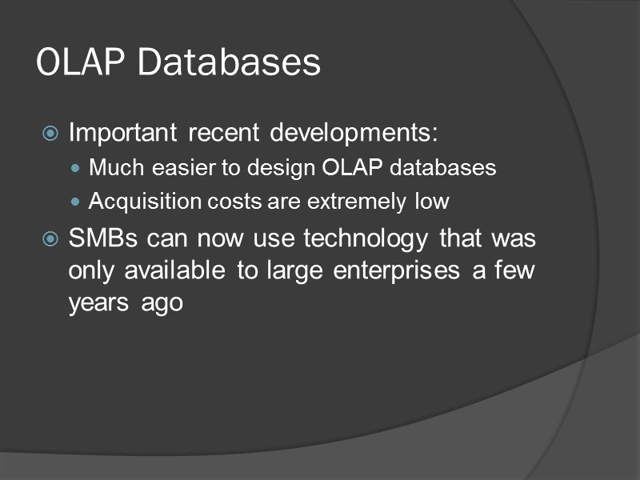 OLAP Databases
Important recent developments:
Much easier to design OLAP databases
Acquisition costs are extremely low
SMBs can now use technology that was
only available to large enterprises a few
years ago